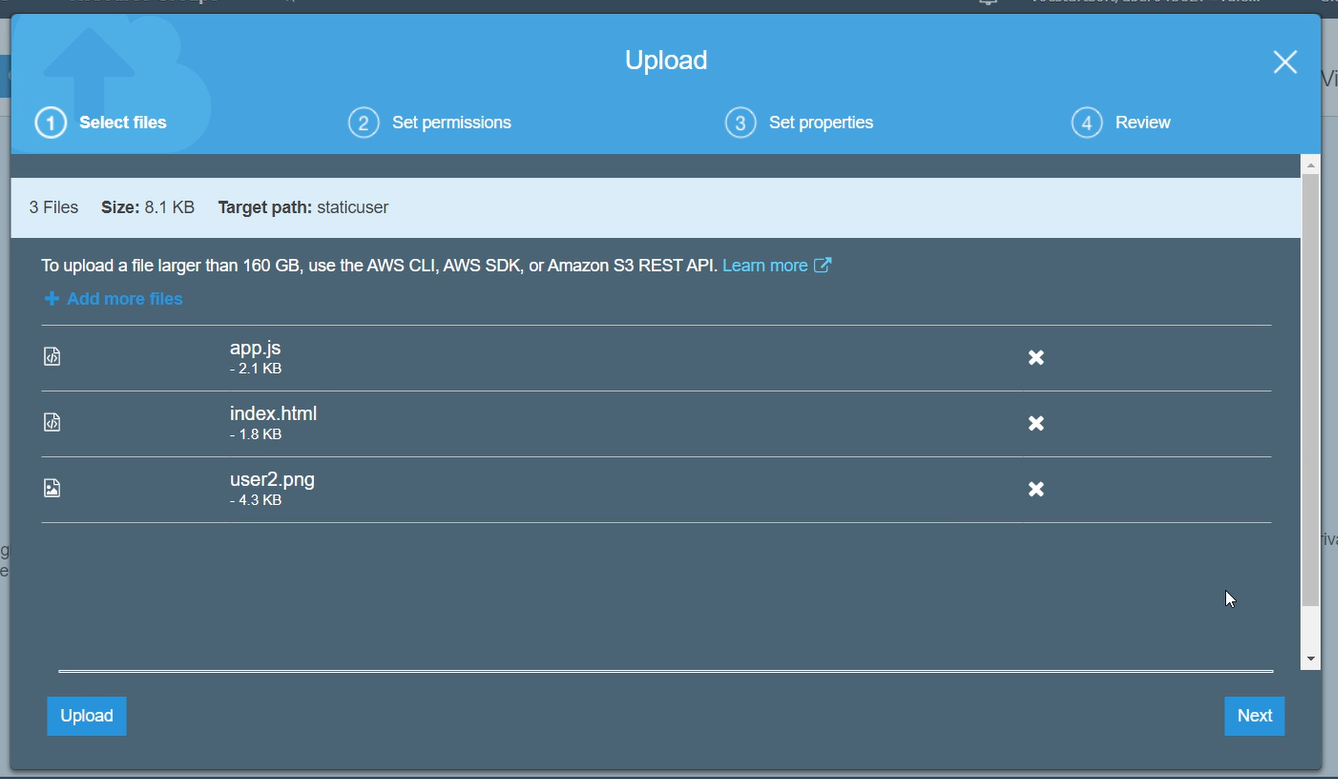 Upload
1 Select files
2 Set permissions
3 Set properties
4 Review
3 Files Size: 8.1 KB Target path: staticuser
To upload a file larger than 160 GB, use the AWS CLI, AWS SDK, or Amazon S3 REST API. Learn more
Add more files
app.js
- 2.1 KB
index.html
- 1.8 KB
user2.png
- 4.3 KB
Upload
Next